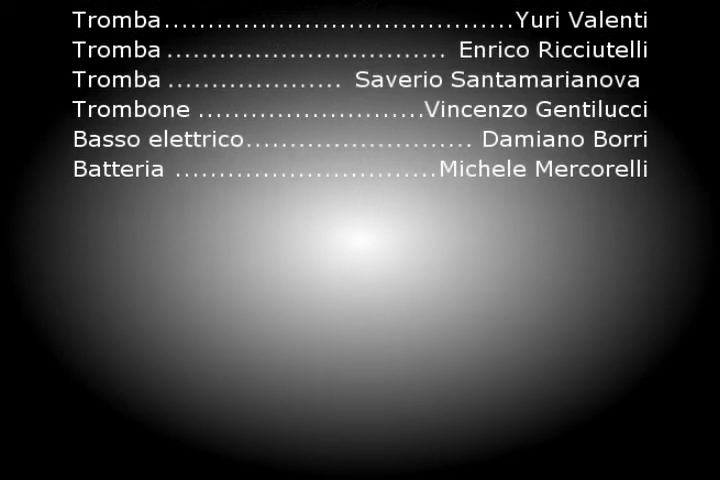 Tromba.......................................Yuri Valenti
Tromba ............................... Enrico Ricciutelli
Tromba .................... Saverio Santamarianova
Trombone .........................Vincenzo Gentilucci
Basso elettrico......................... Damiano Borri
Batteria .............................Michele Mercorelli